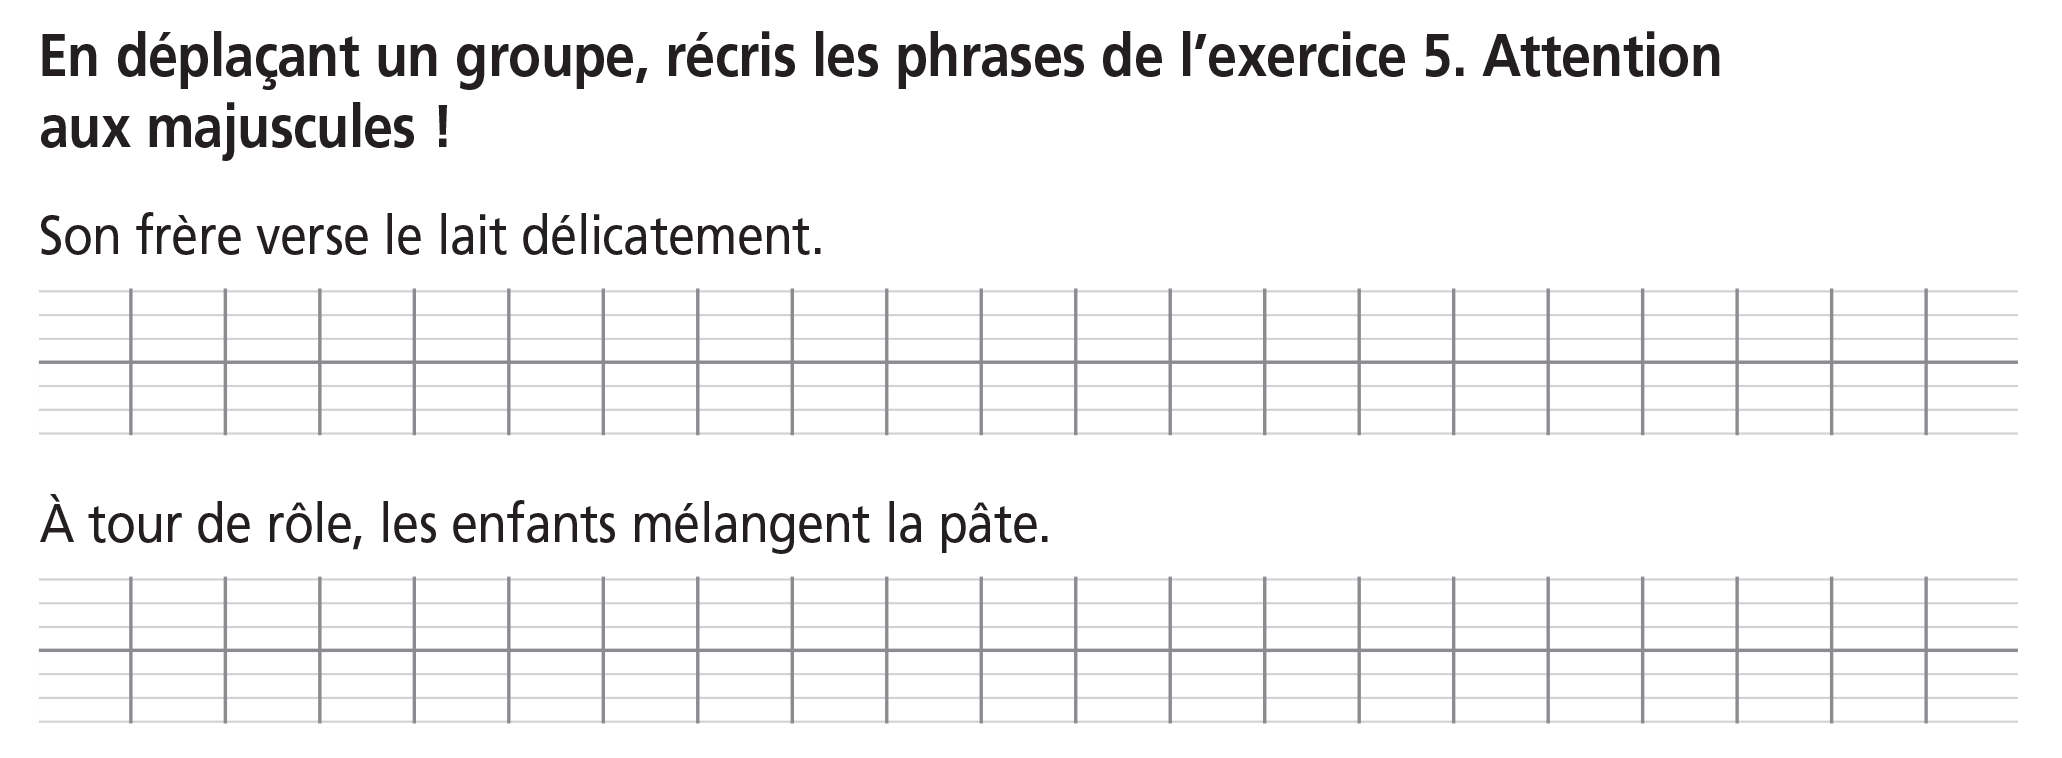 En déplaçant un groupe, récris les phrases de l’exercice 5. Attention
aux majuscules !
Son frère verse le lait délicatement.
À tour de rôle, les enfants mélangent la pâte.